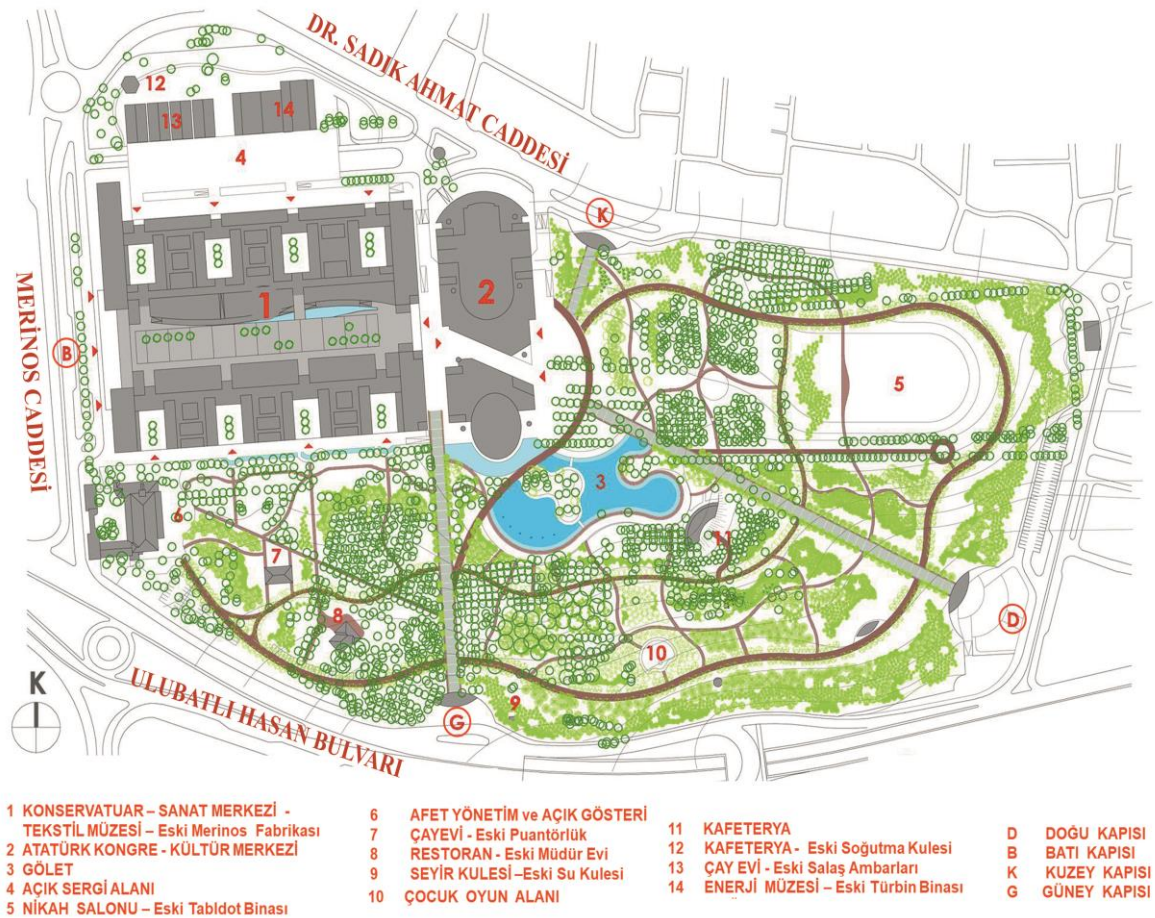 DR. SADIK AHMAT CADDESİ
12
13
14
4
K
MERİNOS CADDESİ
1
2
B
5
3
6
7
11
8
10
D
K
9
G
ULUBATLI HASAN BULVARI
1 KONSERVATUAR – SANAT MERKEZİ -
TEKSTİL MÜZESİ – Eski Merinos Fabrikası
2 ATATÜRK KONGRE - KÜLTÜR MERKEZİ
3 GÖLET
4 AÇIK SERGİ ALANI
5 NİKAH SALONU – Eski Tabldot Binası
6 AFET YÖNETİM ve AÇIK GÖSTERİ
7 ÇAYEVİ - Eski Puantörlük
8 RESTORAN - Eski Müdür Evi
9 SEYİR KULESİ –Eski Su Kulesi
10 ÇOCUK OYUN ALANI
11 KAFETERYA
12 KAFETERYA - Eski Soğutma Kulesi
13 ÇAY EVİ - Eski Salaş Ambarları
14 ENERJİ MÜZESİ – Eski Türbin Binası
D DOĞU KAPISI
B BATI KAPISI
K KUZEY KAPISI
G GÜNEY KAPISI